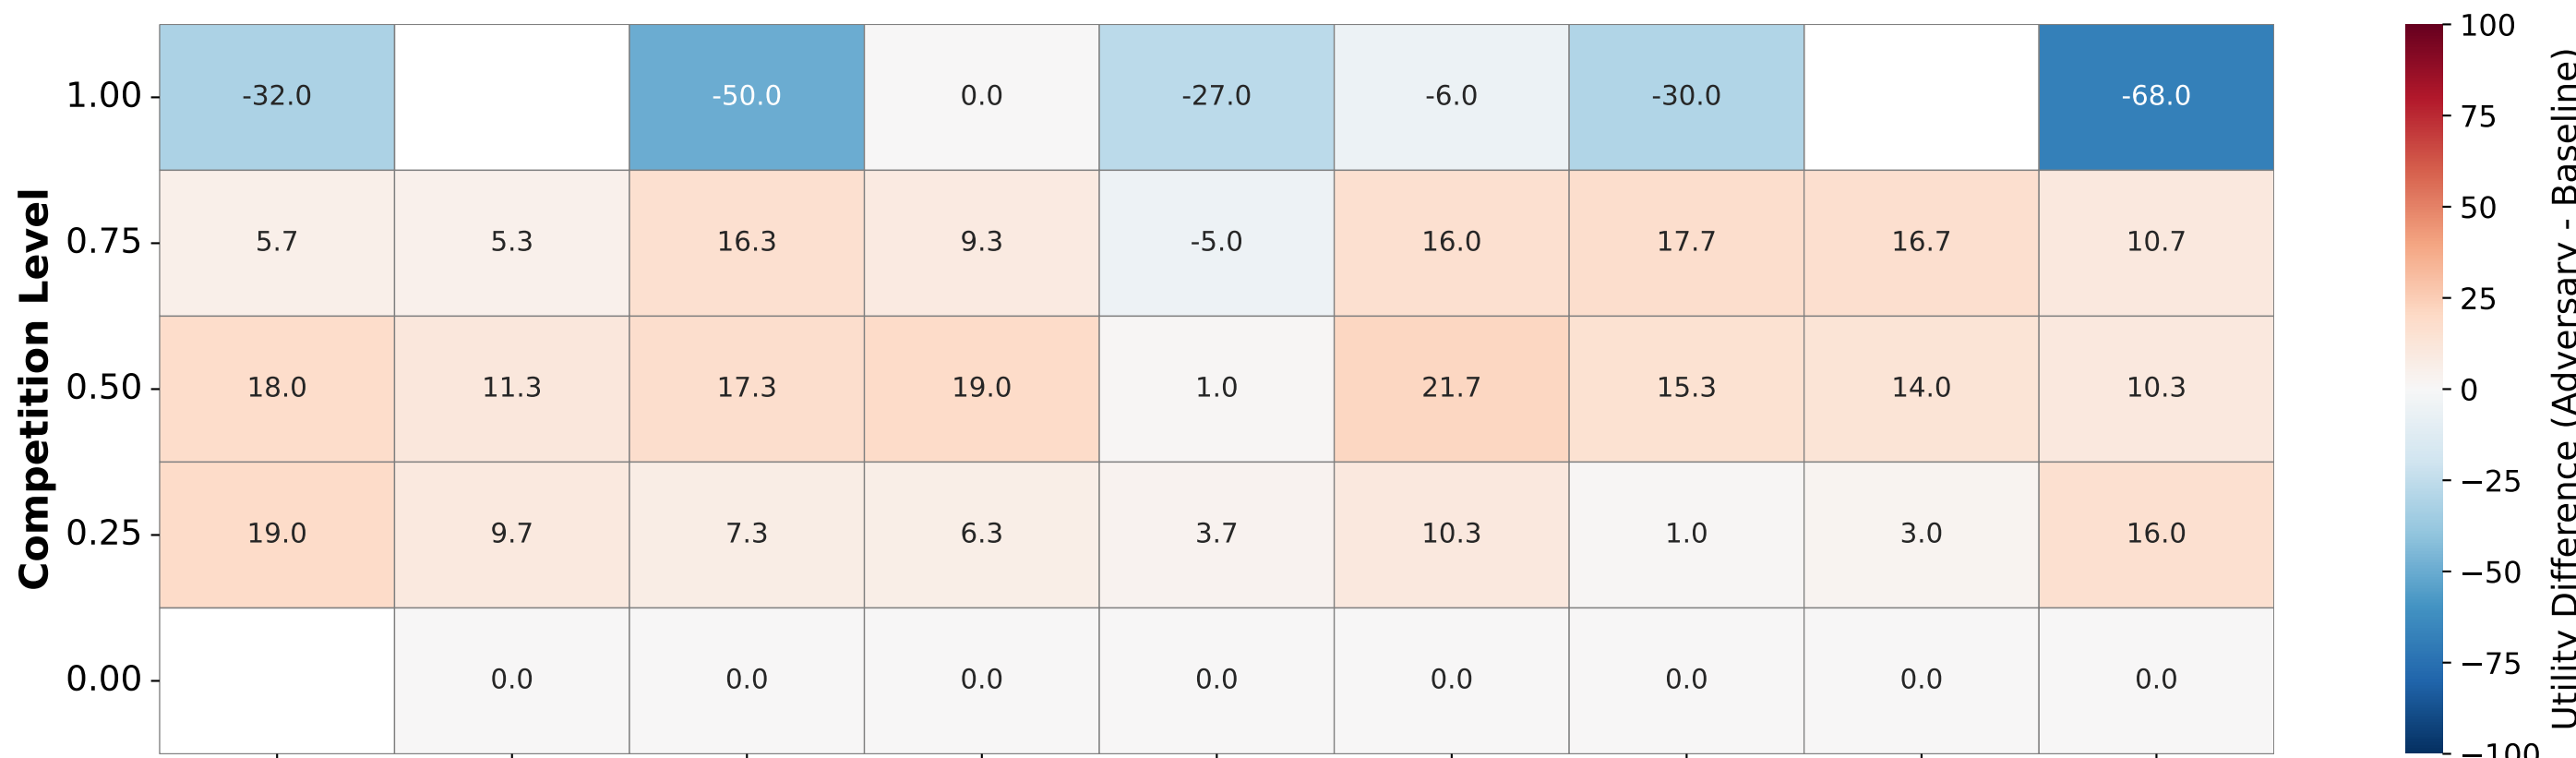 Competition Level
1.00 -32.0 -50.0 0.0 -27.0 -6.0 -30.0 -68.0
0.75 5.7 5.3 16.3 9.3 -5.0 16.0 17.7 16.7 10.7
0.50 18.0 11.3 17.3 19.0 1.0 21.7 15.3 14.0 10.3
0.25 19.0 9.7 7.3 6.3 3.7 10.3 1.0 3.0 16.0
0.00 0.0 0.0 0.0 0.0 0.0 0.0 0.0 0.0
100
75
50
25
0
−25
−50
−75
−100
Utility Difference (Adversary - Baseline)